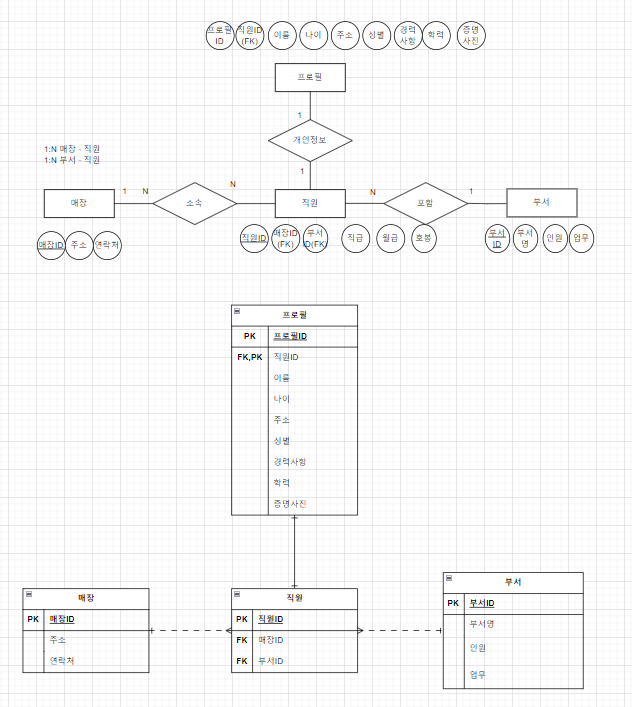 프로필 직원ID 이름 나이 주소 성별 경력 학력 증명
ID (FK) 사항 사진
프로필
1
개인정보
1
1:N 매장 - 직원
1:N 부서 - 직원
매장 1 N 소속 N 직원 N 포함 1 부서
매장ID 주소 연락처
직원ID 매장ID (FK) 부서 ID(FK) 직급 월급 호봉
부서 ID 부서 명 인원 업무
프로필
PK 프로필ID
FK,PK 직원ID
이름
나이
주소
성별
경력사항
학력
증명사진
매장
PK 매장ID
주소
연락처
직원
PK 직원ID
FK 매장ID
FK 부서ID
부서
PK 부서ID
부서명
인원
업무